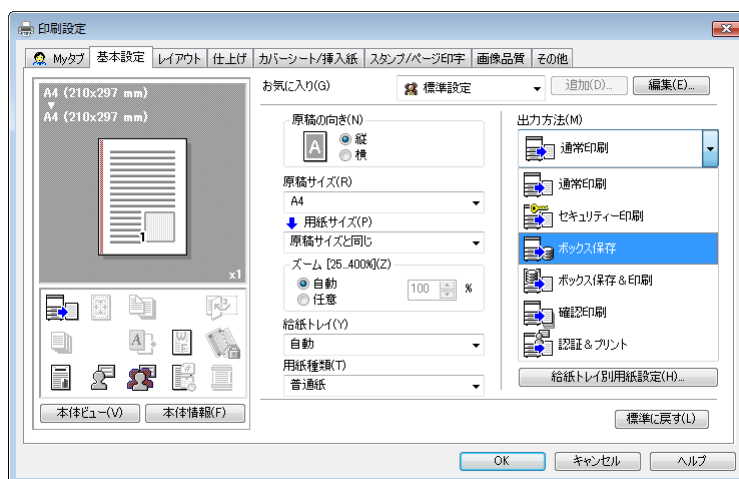 印刷設定
Myタブ 基本設定 レイアウト 仕上げ カバーシート/挿入紙 スタンプ/ページ印字 画像品質 その他
A4 (210x297 mm)
A4 (210x297 mm)
1
x1
本体ビュー(V) 本体情報(F)
お気に入り(G) 標準設定 追加(D)... 編集(E)...
原稿の向き(N)
A
縦
横
原稿サイズ(R)
A4
用紙サイズ(P)
原稿サイズと同じ
ズーム [25..400%](Z)
自動
任意
100 %
給紙トレイ(Y)
自動
用紙種類(T)
普通紙
出力方法(M)
通常印刷
通常印刷
セキュリティー印刷
ボックス保存
ボックス保存 & 印刷
確認印刷
認証 & プリント
給紙トレイ別用紙設定(H)...
標準に戻す(L)
OK キャンセル ヘルプ